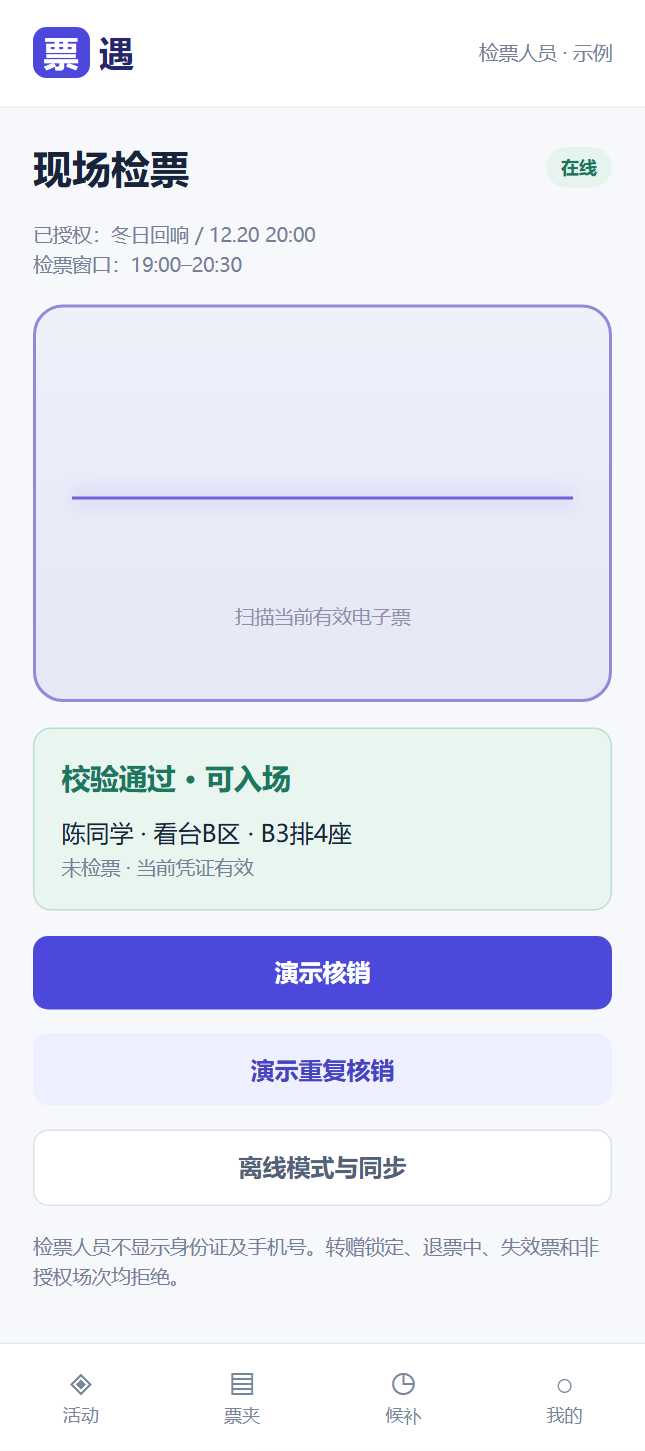 票遇
检票人员 · 示例
现场检票
在线
已授权：冬日回响 / 12.20 20:00
检票窗口：19:00–20:30
扫描当前有效电子票
校验通过 · 可入场
陈同学 · 看台B区 · B3排4座
未检票 · 当前凭证有效
演示核销
演示重复核销
离线模式与同步
检票人员不显示身份证及手机号。转赠锁定、退票中、失效票和非
授权场次均拒绝。
活动
票夹
候补
我的